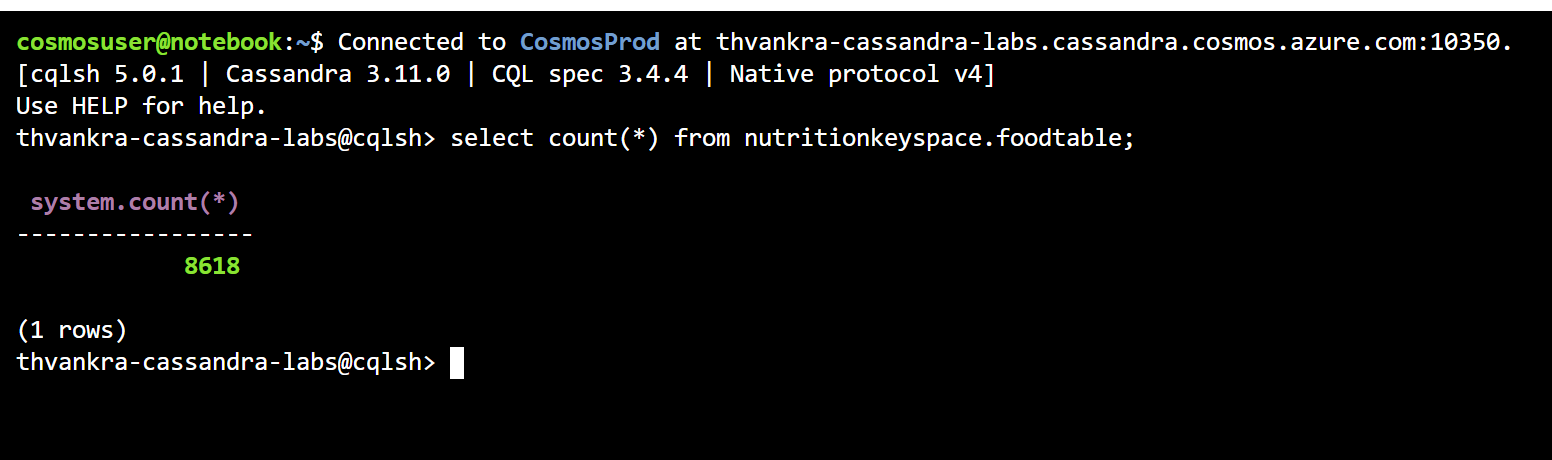 cosmosuser@notebook:~$ Connected to CosmosProd at thvankra-cassandra-labs.cassandra.cosmos.azure.com:10350.
[cqlsh 5.0.1 | Cassandra 3.11.0 | CQL spec 3.4.4 | Native protocol v4]
Use HELP for help.
thvankra-cassandra-labs@cqlsh> select count(*) from nutritionkeyspace.foodtable;
system.count(*)
-----------------
8618
(1 rows)
thvankra-cassandra-labs@cqlsh>